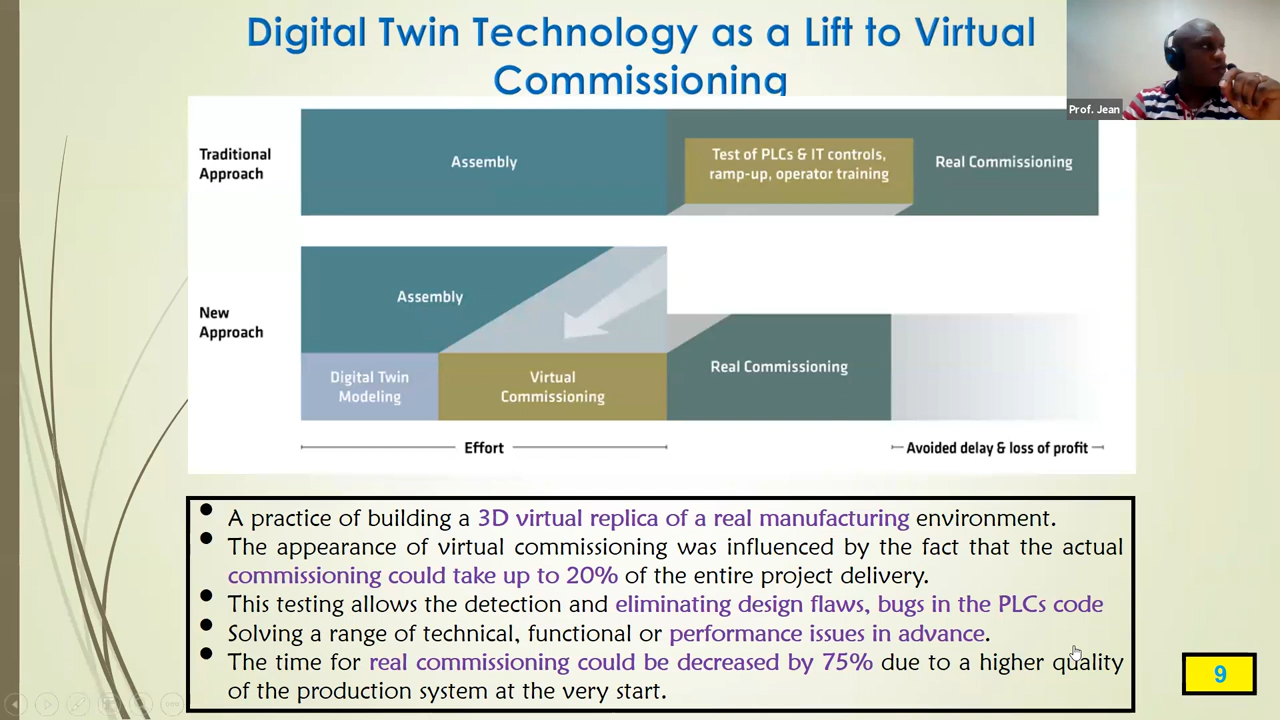 Digital Twin Technology as a Lift to Virtual
Commissioning
Prof. Jean
Traditional
Approach
Assembly
Test of PLCs & IT controls,
ramp-up, operator training
Real Commissioning
New
Approach
Assembly
Digital Twin
Modeling
Virtual
Commissioning
Real Commissioning
Effort
Avoided delay & loss of profit
• A practice of building a 3D virtual replica of a real manufacturing environment.
• The appearance of virtual commissioning was influenced by the fact that the actual
commissioning could take up to 20% of the entire project delivery.
• This testing allows the detection and eliminating design flaws, bugs in the PLCs code
• Solving a range of technical, functional or performance issues in advance.
• The time for real commissioning could be decreased by 75% due to a higher quality
of the production system at the very start.
9